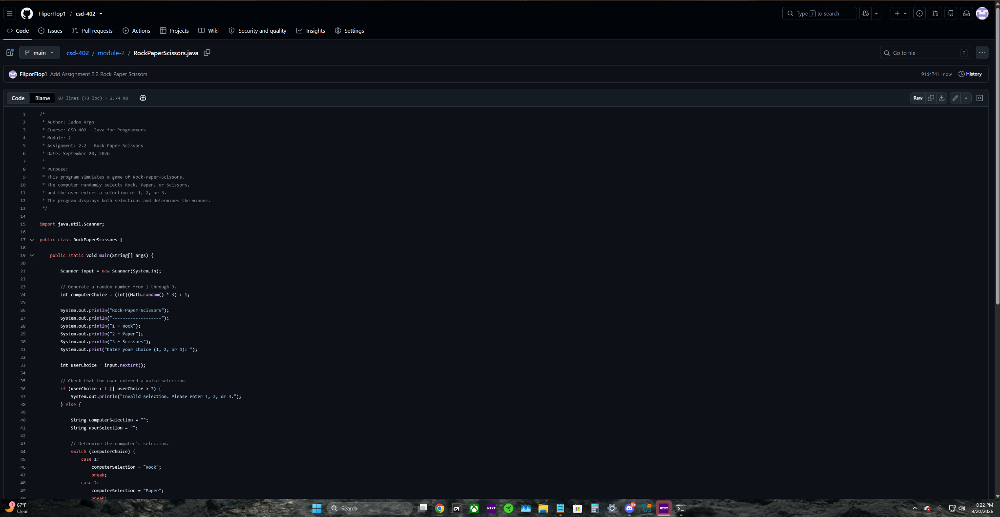 FliporFlop1 / csd-402
Type / to search
Code Issues Pull requests Actions Projects Wiki Security and quality Insights Settings
main csd-402 / module-2 / RockPaperScissors.java
Go to file T
FliporFlop1 Add Assignment 2.2 Rock Paper Scissors
91d4741 · now History
Code Blame 87 lines (73 loc) · 2.74 KB
Raw
1 /*
2 * Author: Jadon Argo
3 * Course: CSD 402 - Java for Programmers
4 * Module: 2
5 * Assignment: 2.2 - Rock-Paper-Scissors
6 * Date: September 20, 2026
7 *
8 * Purpose:
9 * This program simulates a game of Rock-Paper-Scissors.
10 * The computer randomly selects Rock, Paper, or Scissors,
11 * and the user enters a selection of 1, 2, or 3.
12 * The program displays both selections and determines the winner.
13 */
14
15 import java.util.Scanner;
16
17 public class RockPaperScissors {
18
19 public static void main(String[] args) {
20
21 Scanner input = new Scanner(System.in);
22
23 // Generate a random number from 1 through 3.
24 int computerChoice = (int)(Math.random() * 3) + 1;
25
26 System.out.println("Rock-Paper-Scissors");
27 System.out.println("-------------------");
28 System.out.println("1 - Rock");
29 System.out.println("2 - Paper");
30 System.out.println("3 - Scissors");
31 System.out.print("Enter your choice (1, 2, or 3): ");
32
33 int userChoice = input.nextInt();
34
35 // Check that the user entered a valid selection.
36 if (userChoice < 1 || userChoice > 3) {
37 System.out.println("Invalid selection. Please enter 1, 2, or 3.");
38 } else {
39
40 String computerSelection = "";
41 String userSelection = "";
42
43 // Determine the computer's selection.
44 switch (computerChoice) {
45 case 1:
46 computerSelection = "Rock";
47 break;
48 case 2:
49 computerSelection = "Paper";
50 break;
1
67°F
Clear
Search
NZXT
9+
NZXT
8:22 PM
9/20/2026